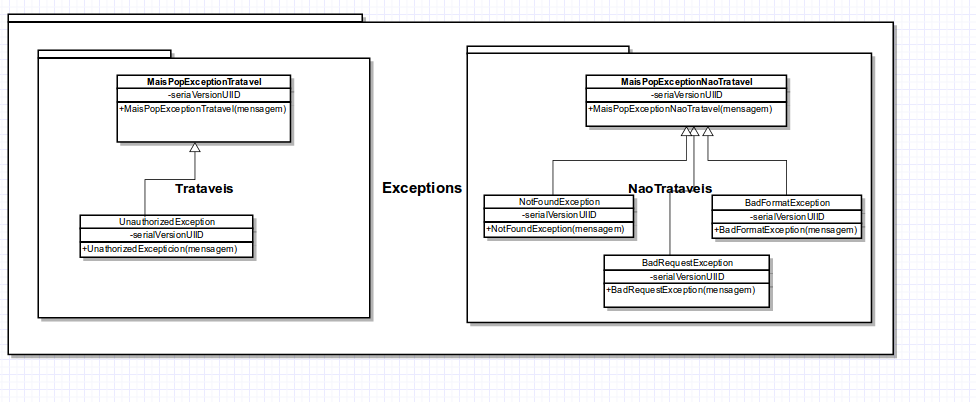 MaisPopExceptionTratavel
-seriaVersionUIID
+MaisPopExceptionTratavel(mensagem)
Trataveis
UnauthorizedException
-serialVersionUIID
+UnathorizedExcepticion(mensagem)
Exceptions
MaisPopExceptionNaoTratavel
-seriaVersionUIID
+MaisPopExceptionNaoTratavel(mensagem)
NaoTrataveis
NotFoundException
-serialVersionUIID
+NotFoundException(mensagem)
BadFormatException
-serialVersionUIID
+BadFormatException(mensagem)
BadRequestException
-serialVersionUIID
+BadRequestException(mensagem)